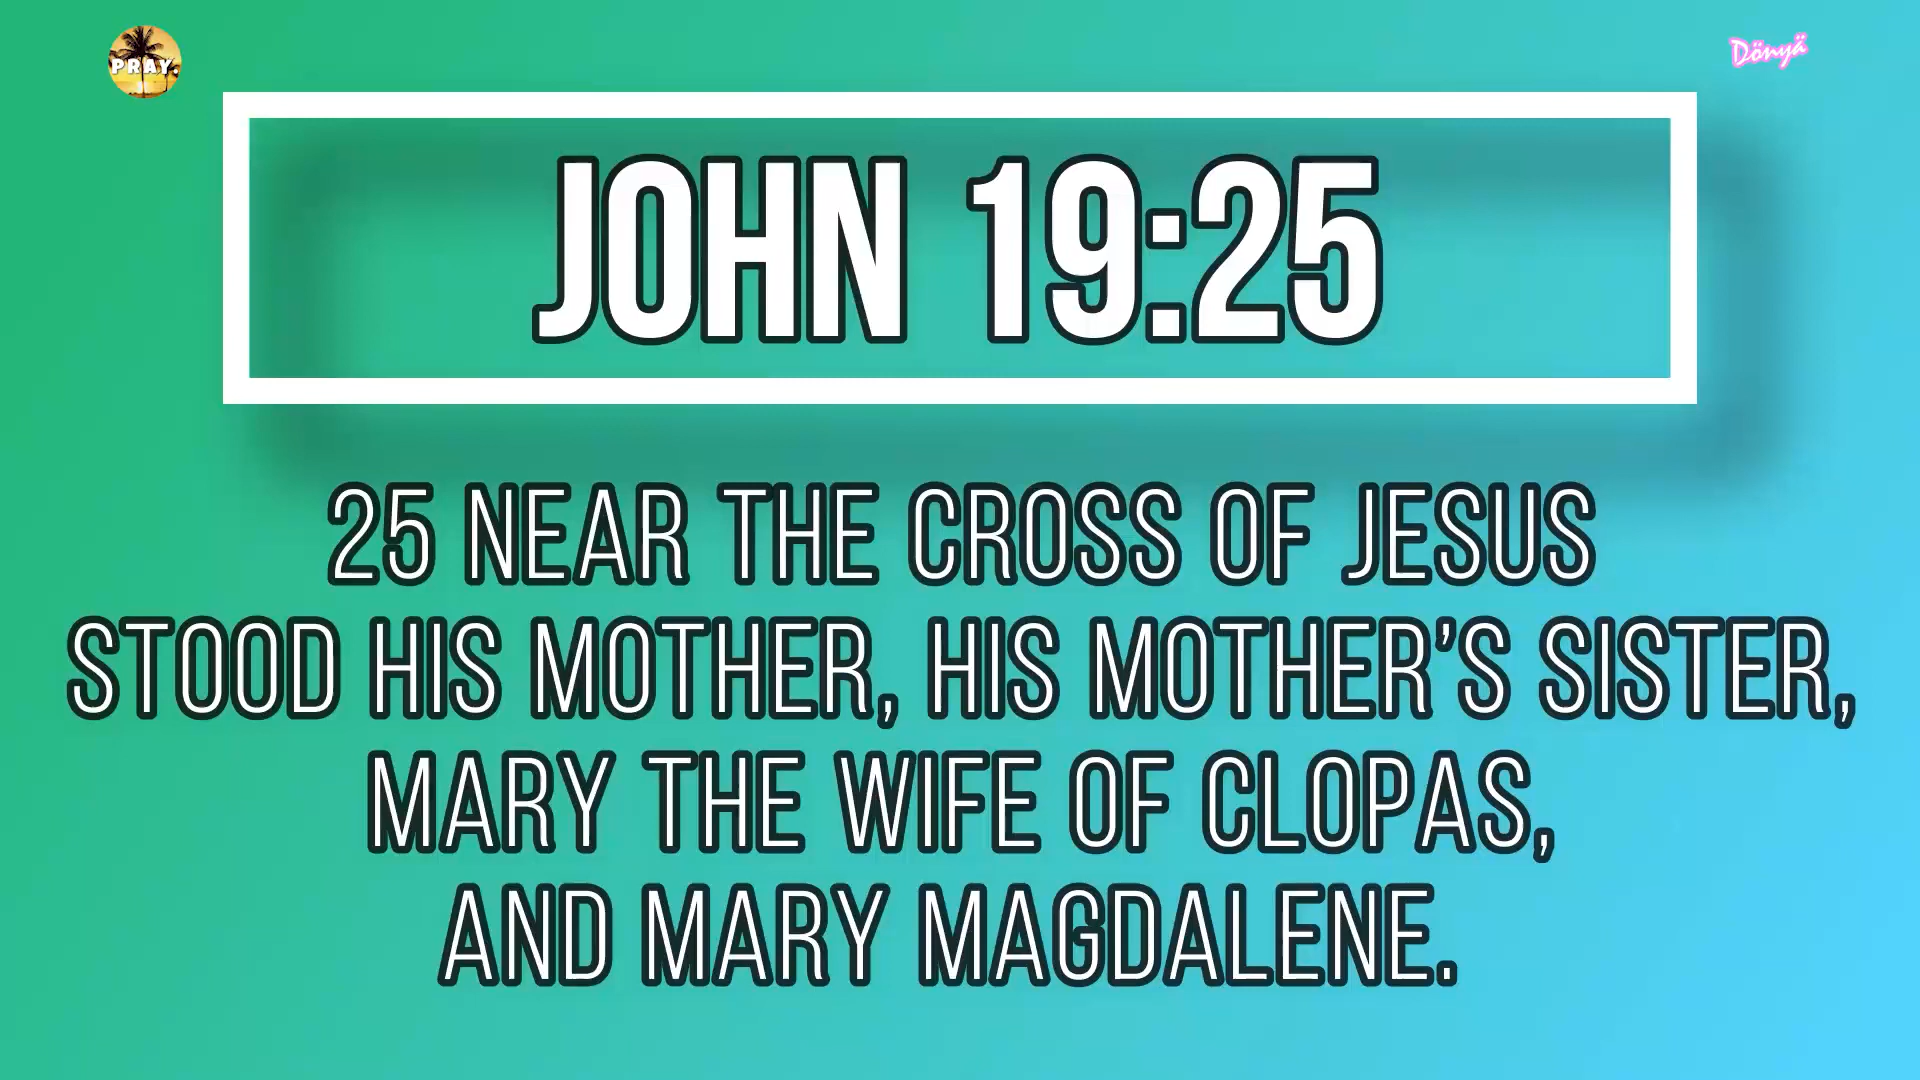 PRAY.
Dönyä
JOHN 19:25
25 NEAR THE CROSS OF JESUS
STOOD HIS MOTHER, HIS MOTHER’S SISTER,
MARY THE WIFE OF CLOPAS,
AND MARY MAGDALENE.